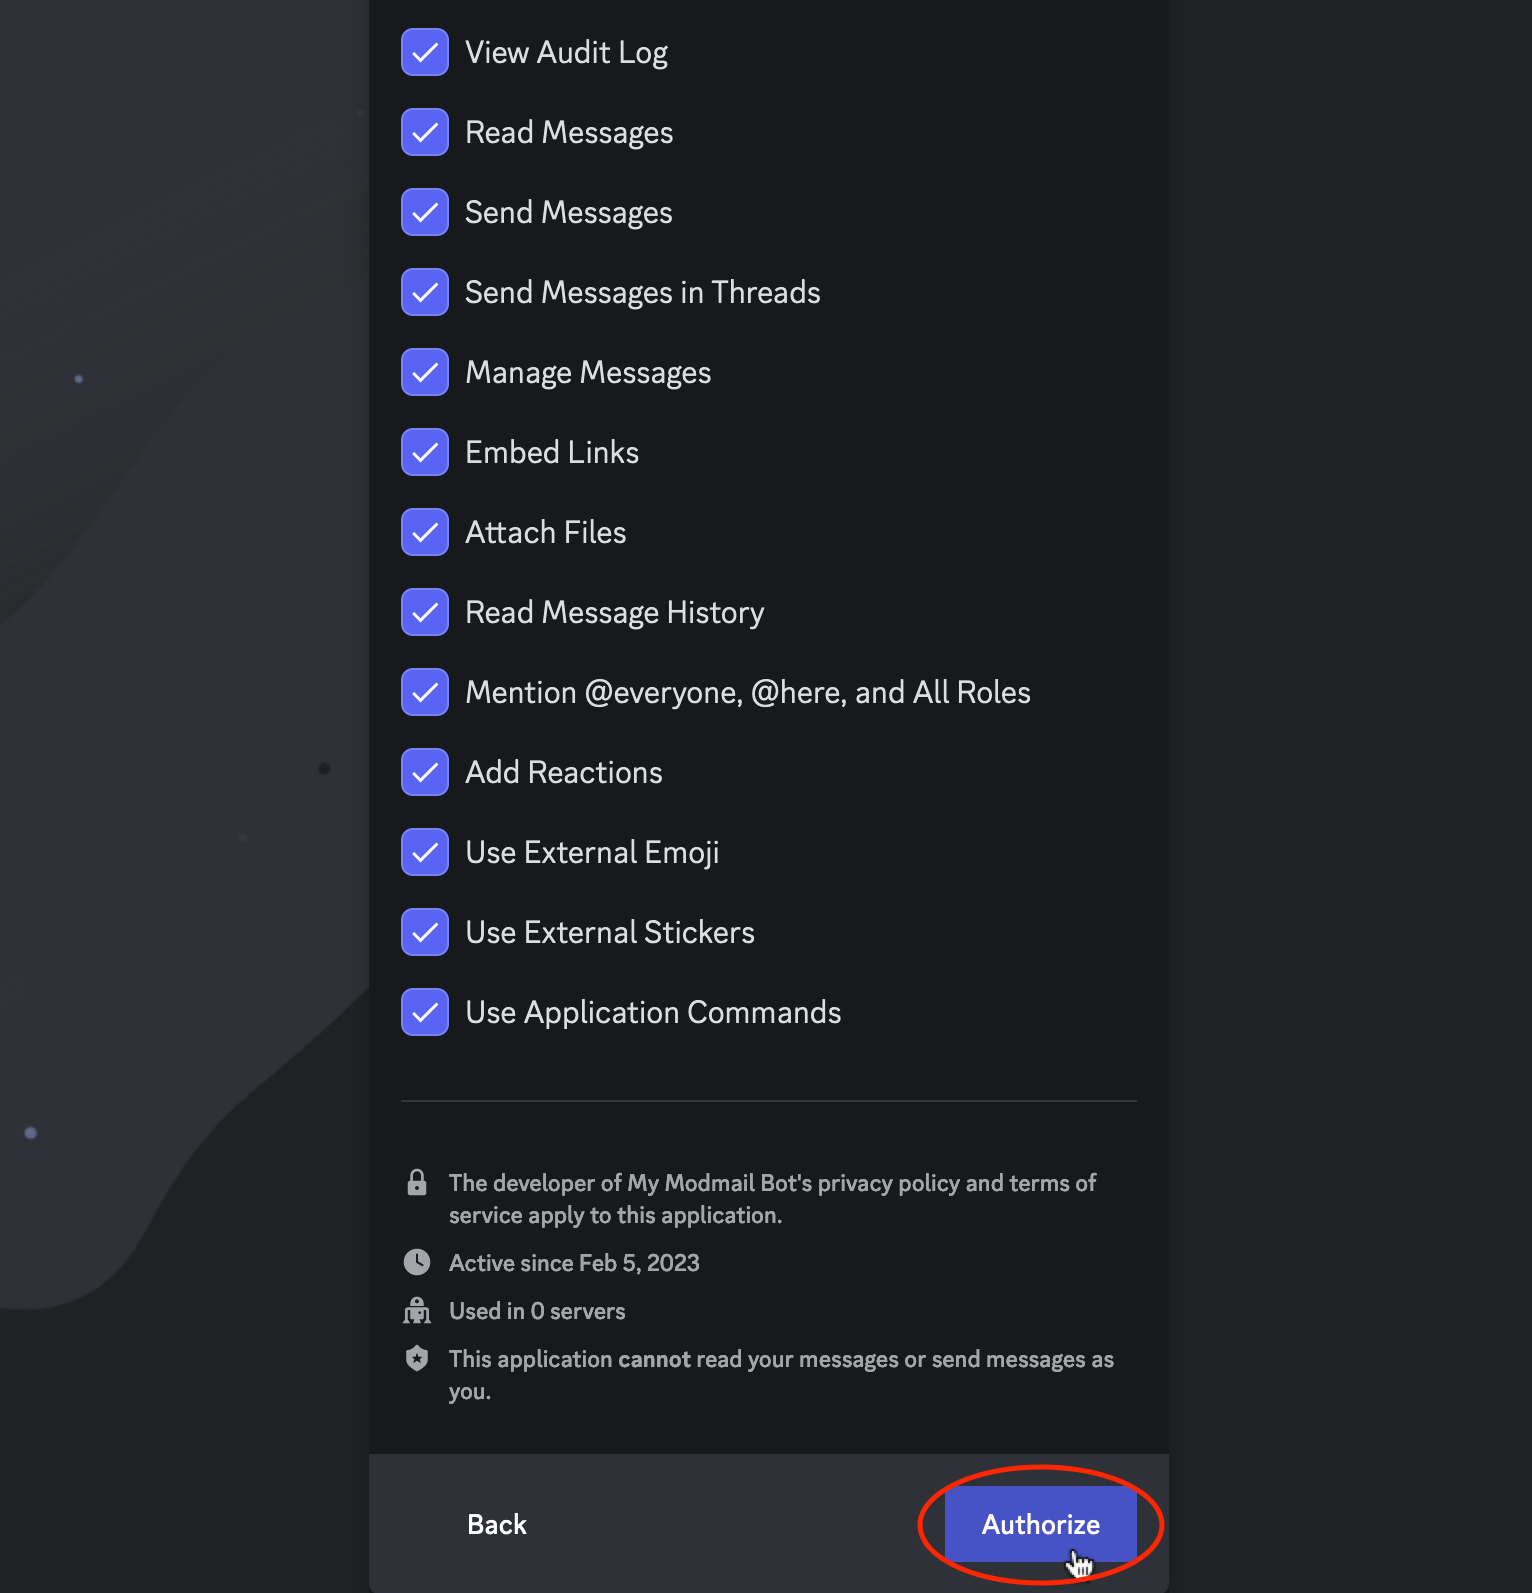 View Audit Log
Read Messages
Send Messages
Send Messages in Threads
Manage Messages
Embed Links
Attach Files
Read Message History
Mention @everyone, @here, and All Roles
Add Reactions
Use External Emoji
Use External Stickers
Use Application Commands
The developer of My Modmail Bot's privacy policy and terms of
service apply to this application.
Active since Feb 5, 2023
Used in 0 servers
This application cannot read your messages or send messages as
you.
Back
Authorize